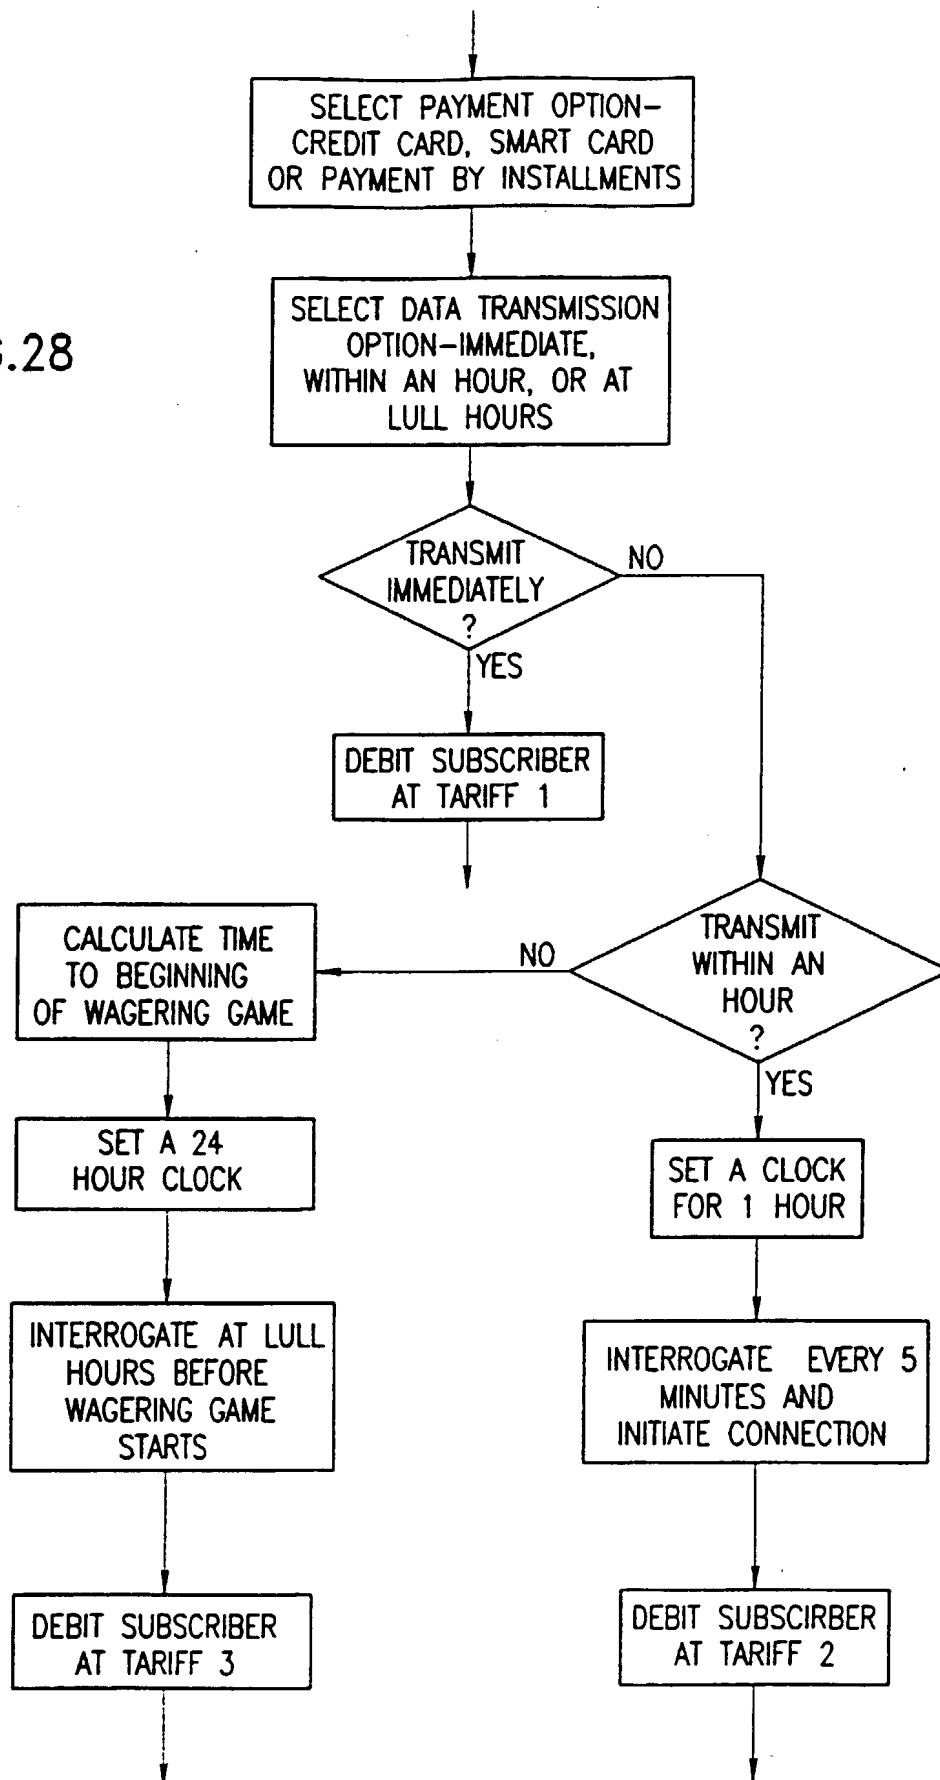 SELECT PAYMENT OPTION-
CREDIT CARD, SMART CARD
OR PAYMENT BY INSTALLMENTS
SELECT DATA TRANSMISSION
OPTION-IMMEDIATE,
WITHIN AN HOUR, OR AT
LULL HOURS
.28
TRANSMIT
IMMEDIATELY
?
NO
YES
DEBIT SUBSCRIBER
AT TARIFF 1
TRANSMIT
WITHIN AN
HOUR
?
NO
YES
CALCULATE TIME
TO BEGINNING
OF WAGERING GAME
SET A 24
HOUR CLOCK
SET A CLOCK
FOR 1 HOUR
INTERROGATE AT LULL
HOURS BEFORE
WAGERING GAME
STARTS
INTERROGATE EVERY 5
MINUTES AND
INITIATE CONNECTION
DEBIT SUBSCRIBER
AT TARIFF 3
DEBIT SUBSCIRBER
AT TARIFF 2